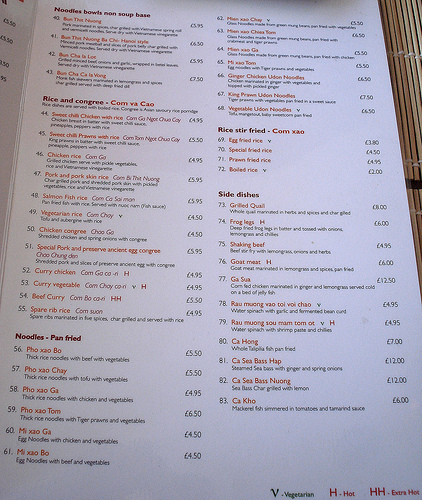 Noodles bowls non soup base
40. Bun Thit Nuong £5.95
Pork marinated in spices, char grilled with Vietnamese spring roll
and vermicelli noodles. Serve dry with Vietnamese vinegarette
41. Bun Thit Nuong Ba Chi- Hanoi style £6.50
Minced pork meatball and slices of pork belly char grilled with
Vermicelli noodles. Served dry with Vietnamese
42. Bun Cha la Lot £5.95
Grilled minced beef onions and garlic, wrapped in betel leaves.
Served dry with Vietnamese vinegarette
43. Bun Cha Ca la Vong £7.50
Monk fish skewers marinated in lemongrass and spices
char grilled served with deep fried dill
Rice and congree - Com va Cao
Rice dishes are served with boiled rice. Congree is Asian savoury rice porridge
44. Sweet chilli Chicken with rice Com Ga Ngot Chua Cay £4.95
Chicken breast in batter with sweet chilli sauce,
pineapple, peppers with rice
45. Sweet chilli Prawns with rice Com Tom Ngot Chua Cay £5.50
King prawns in batter with sweet chilli sauce,
pineapple, peppers with rice
46. Chicken rice Com Ga £4.95
Grilled chicken serve with pickle vegetables,
rice and Vietnamese vinegarette
47. Pork and pork skin rice Com Bi Thit Nuong £5.95
Char grilled pork and shredded pork skin with pickled
vegetables, rice and Vietnamese vinegarette
48. Salmon Fish rice Com Ca Sai mon £5.95
Pan fried fish with rice. Served with nuoc nam (Fish sauce)
49. Vegetarian rice Com Chay v £4.50
Tofu and aubergine with rice
50. Chicken congree Chao Ga £4.50
Shredded chicken and spring onions with congree
51. Special Pork and preserve ancient egg congree £5.95
Chao Chung den
Shredded pork and slices of preserve ancient egg with congree
52. Curry chicken Com Ga ca-ri H £4.95
53. Curry vegetable Com Chay ca-ri v H £4.95
54. Beef Curry Com Bo ca-ri HH £5.50
55. Spare rib rice Com suon £4.95
Spare ribs marinated in five spices, char grilled and served with rice
Noodles - Pan fried
56. Pho xao Bo £5.50
Thick rice noodles with beef with vegetables
57. Pho xao Chay £5.50
Thick rice noodles with tofu with vegetables
58. Pho xao Ga £4.95
Thick rice noodles with chicken and vegetables
59. Pho xao Tom £6.50
Thick rice noodles with Tiger prawns and vegetables
60. Mi xao Ga £4.50
Egg Noodles with chicken and vegetables
61. Mi xao Bo £4.50
Egg Noodles with beef and vegetables
62. Mien xao Chay v £5.50
Glass Noodles made from green mung beans, pan fried with vegetables
63. Mien xao Chien Tom £6.50
Glass Noodles made from green mung beans, pan fried with
crabmeat and tiger prawns
64. Mien xao Ga £5.50
Glass Noodles made from green mung beans, pan fried with chicken
65. Mi xao Tom £5.50
Egg noodles with Tiger prawns and vegetables
66. Ginger Chicken Udon Noodles £6.50
Chicken marinated in ginger with vegetables and
topped with pickled ginger
67. King Prawn Udon Noodles £7.50
Tiger prawns with vegetables pan fried in a sweet sauce
68. Vegetable Udon Noodles v £6.50
Tofu, mangetout, baby sweetcorn pan fried
Rice stir fried - Com xao
69. Egg fried rice v £3.80
70. Special fried rice £4.50
71. Prawn fried rice £4.95
72. Boiled rice v £2.00
Side dishes
73. Grilled Quail £8.00
Whole quail marinated in herbs and spices and char grilled
74. Frog legs H £6.00
Deep fried frog legs in batter and tossed with onions,
lemongrass and chillies
75. Shaking beef £4.95
Beef stir fry with lemongrass, onions and herbs
76. Goat meat H £6.00
Goat meat marinated in lemongrass and spices, pan fried
77. Ga Sua £12.50
Corn fed chicken marinated in ginger and lemongrass served cold
on a bed of jelly fish
78. Rau muong xao toi voi chao v £4.95
Water spinach with garlic and fermented bean curd
79. Rau muong sou mam tom ot v H £4.95
Water spinach with shrimp paste and chillies
80. Ca Hong £7.00
Whole Talipilia fish pan fried
81. Ca Sea Bass Hap £12.00
Steamed Sea Bass with ginger and spring onions
82. Ca Sea Bass Nuong £12.00
Sea Bass Char grilled with lemon
83. Ca Kho £6.00
Mackerel fish simmered in tomatoes and tamarind sauce
V - Vegetarian H - Hot HH - Extra Hot